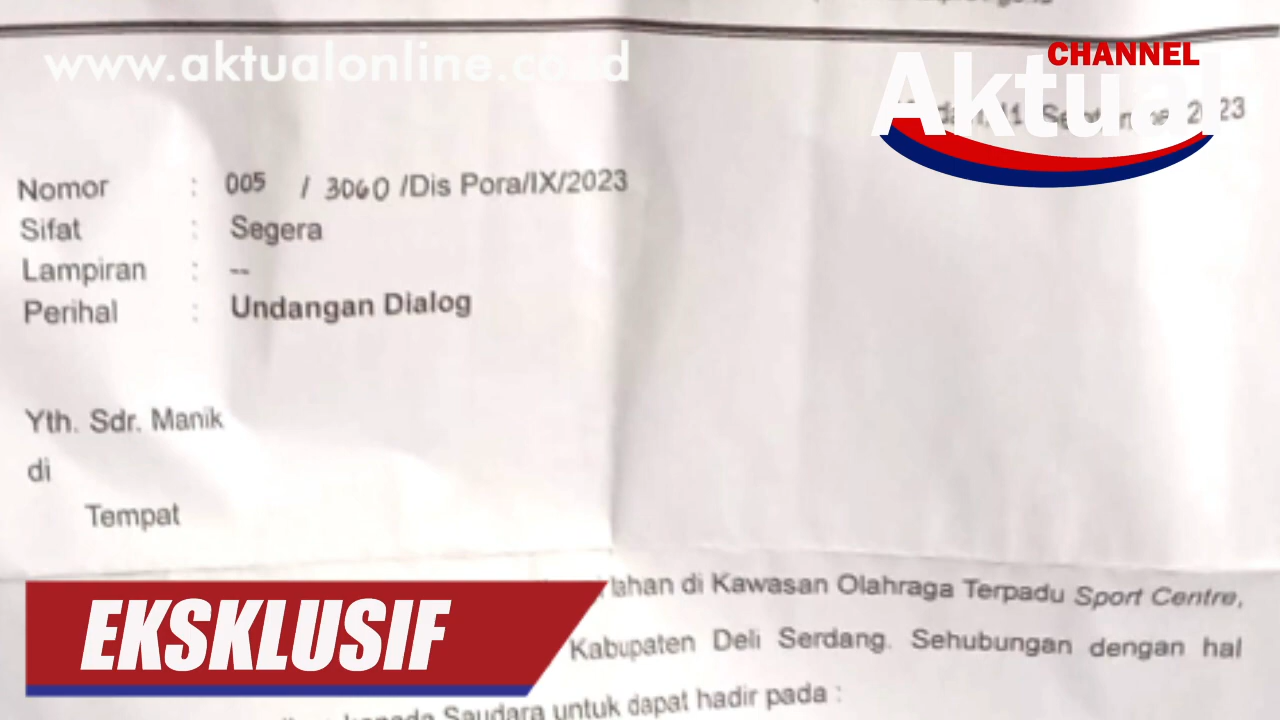 www.aktualonline.co.id
CHANNEL
Aktual
September 2023
Nomor : 005 / 3060 /Dis Pora/IX/2023
Sifat : Segera
Lampiran : --
Perihal : Undangan Dialog
Yth. Sdr. Manik
di
Tempat
lahan di Kawasan Olahraga Terpadu Sport Centre,
Kabupaten Deli Serdang. Sehubungan dengan hal
kepada Saudara untuk dapat hadir pada :
EKSKLUSIF